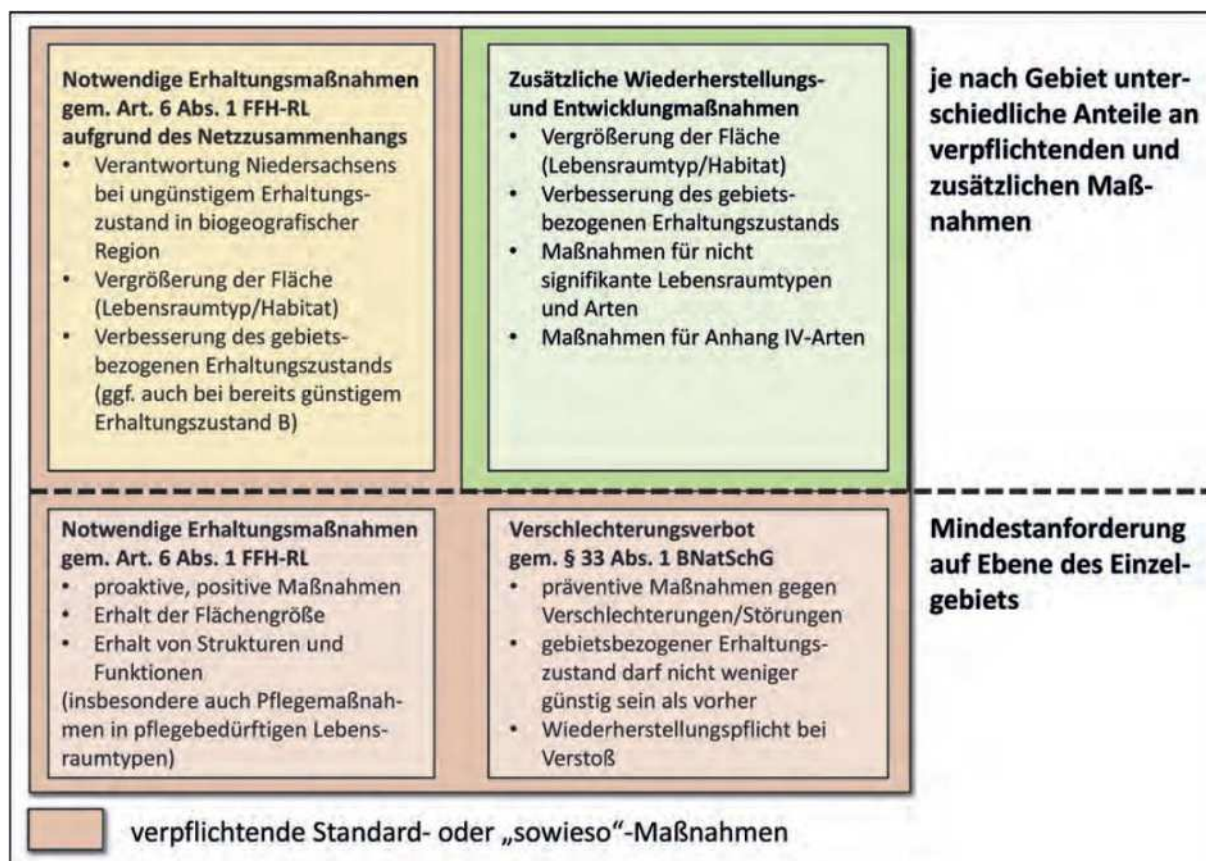 Notwendige Erhaltungsmaßnahmen
gem. Art. 6 Abs. 1 FFH-RL
aufgrund des Netzzusammenhangs
• Verantwortung Niedersachsens
bei ungünstigem Erhaltungs-
zustand in biogeografischer
Region
• Vergrößerung der Fläche
(Lebensraumtyp/Habitat)
• Verbesserung des gebiets-
bezogenen Erhaltungszustands
(ggf. auch bei bereits günstigem
Erhaltungszustand B)
Zusätzliche Wiederherstellungs-
und Entwicklungmaßnahmen
• Vergrößerung der Fläche
(Lebensraumtyp/Habitat)
• Verbesserung des gebiets-
bezogenen Erhaltungszustands
• Maßnahmen für nicht
signifikante Lebensraumtypen
und Arten
• Maßnahmen für Anhang IV-Arten
je nach Gebiet unter-
schiedliche Anteile an
verpflichtenden und
zusätzlichen Maß-
nahmen
Notwendige Erhaltungsmaßnahmen
gem. Art. 6 Abs. 1 FFH-RL
• proaktive, positive Maßnahmen
• Erhalt der Flächengröße
• Erhalt von Strukturen und
Funktionen
(insbesondere auch Pflegemaßnah-
men in pflegebedürftigen Lebens-
raumtypen)
Verschlechterungsverbot
gem. § 33 Abs. 1 BNatSchG
• präventive Maßnahmen gegen
Verschlechterungen/Störungen
• gebietsbezogener Erhaltungs-
zustand darf nicht weniger
günstig sein als vorher
• Wiederherstellungspflicht bei
Verstoß
Mindestanforderung
auf Ebene des Einzel-
gebiets
verpflichtende Standard- oder „sowieso“-Maßnahmen